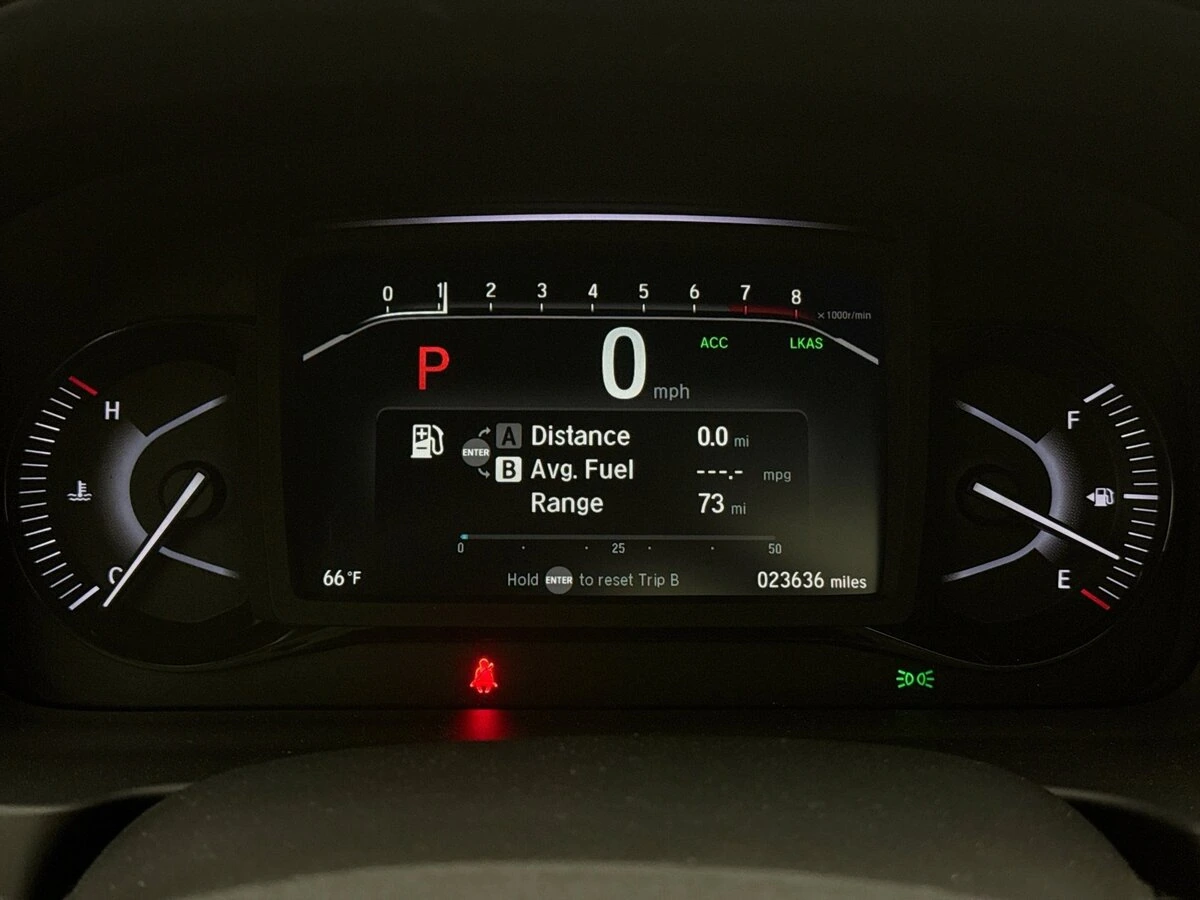 0 1 2 3 4 5 6 7 8
x1000r/min
ACC LKAS
P 0 mph
H
F
A Distance 0.0 mi
ENTER
B Avg. Fuel ---.- mpg
Range 73 mi
0 25 50
C
E
66°F Hold ENTER to reset Trip B 023636 miles